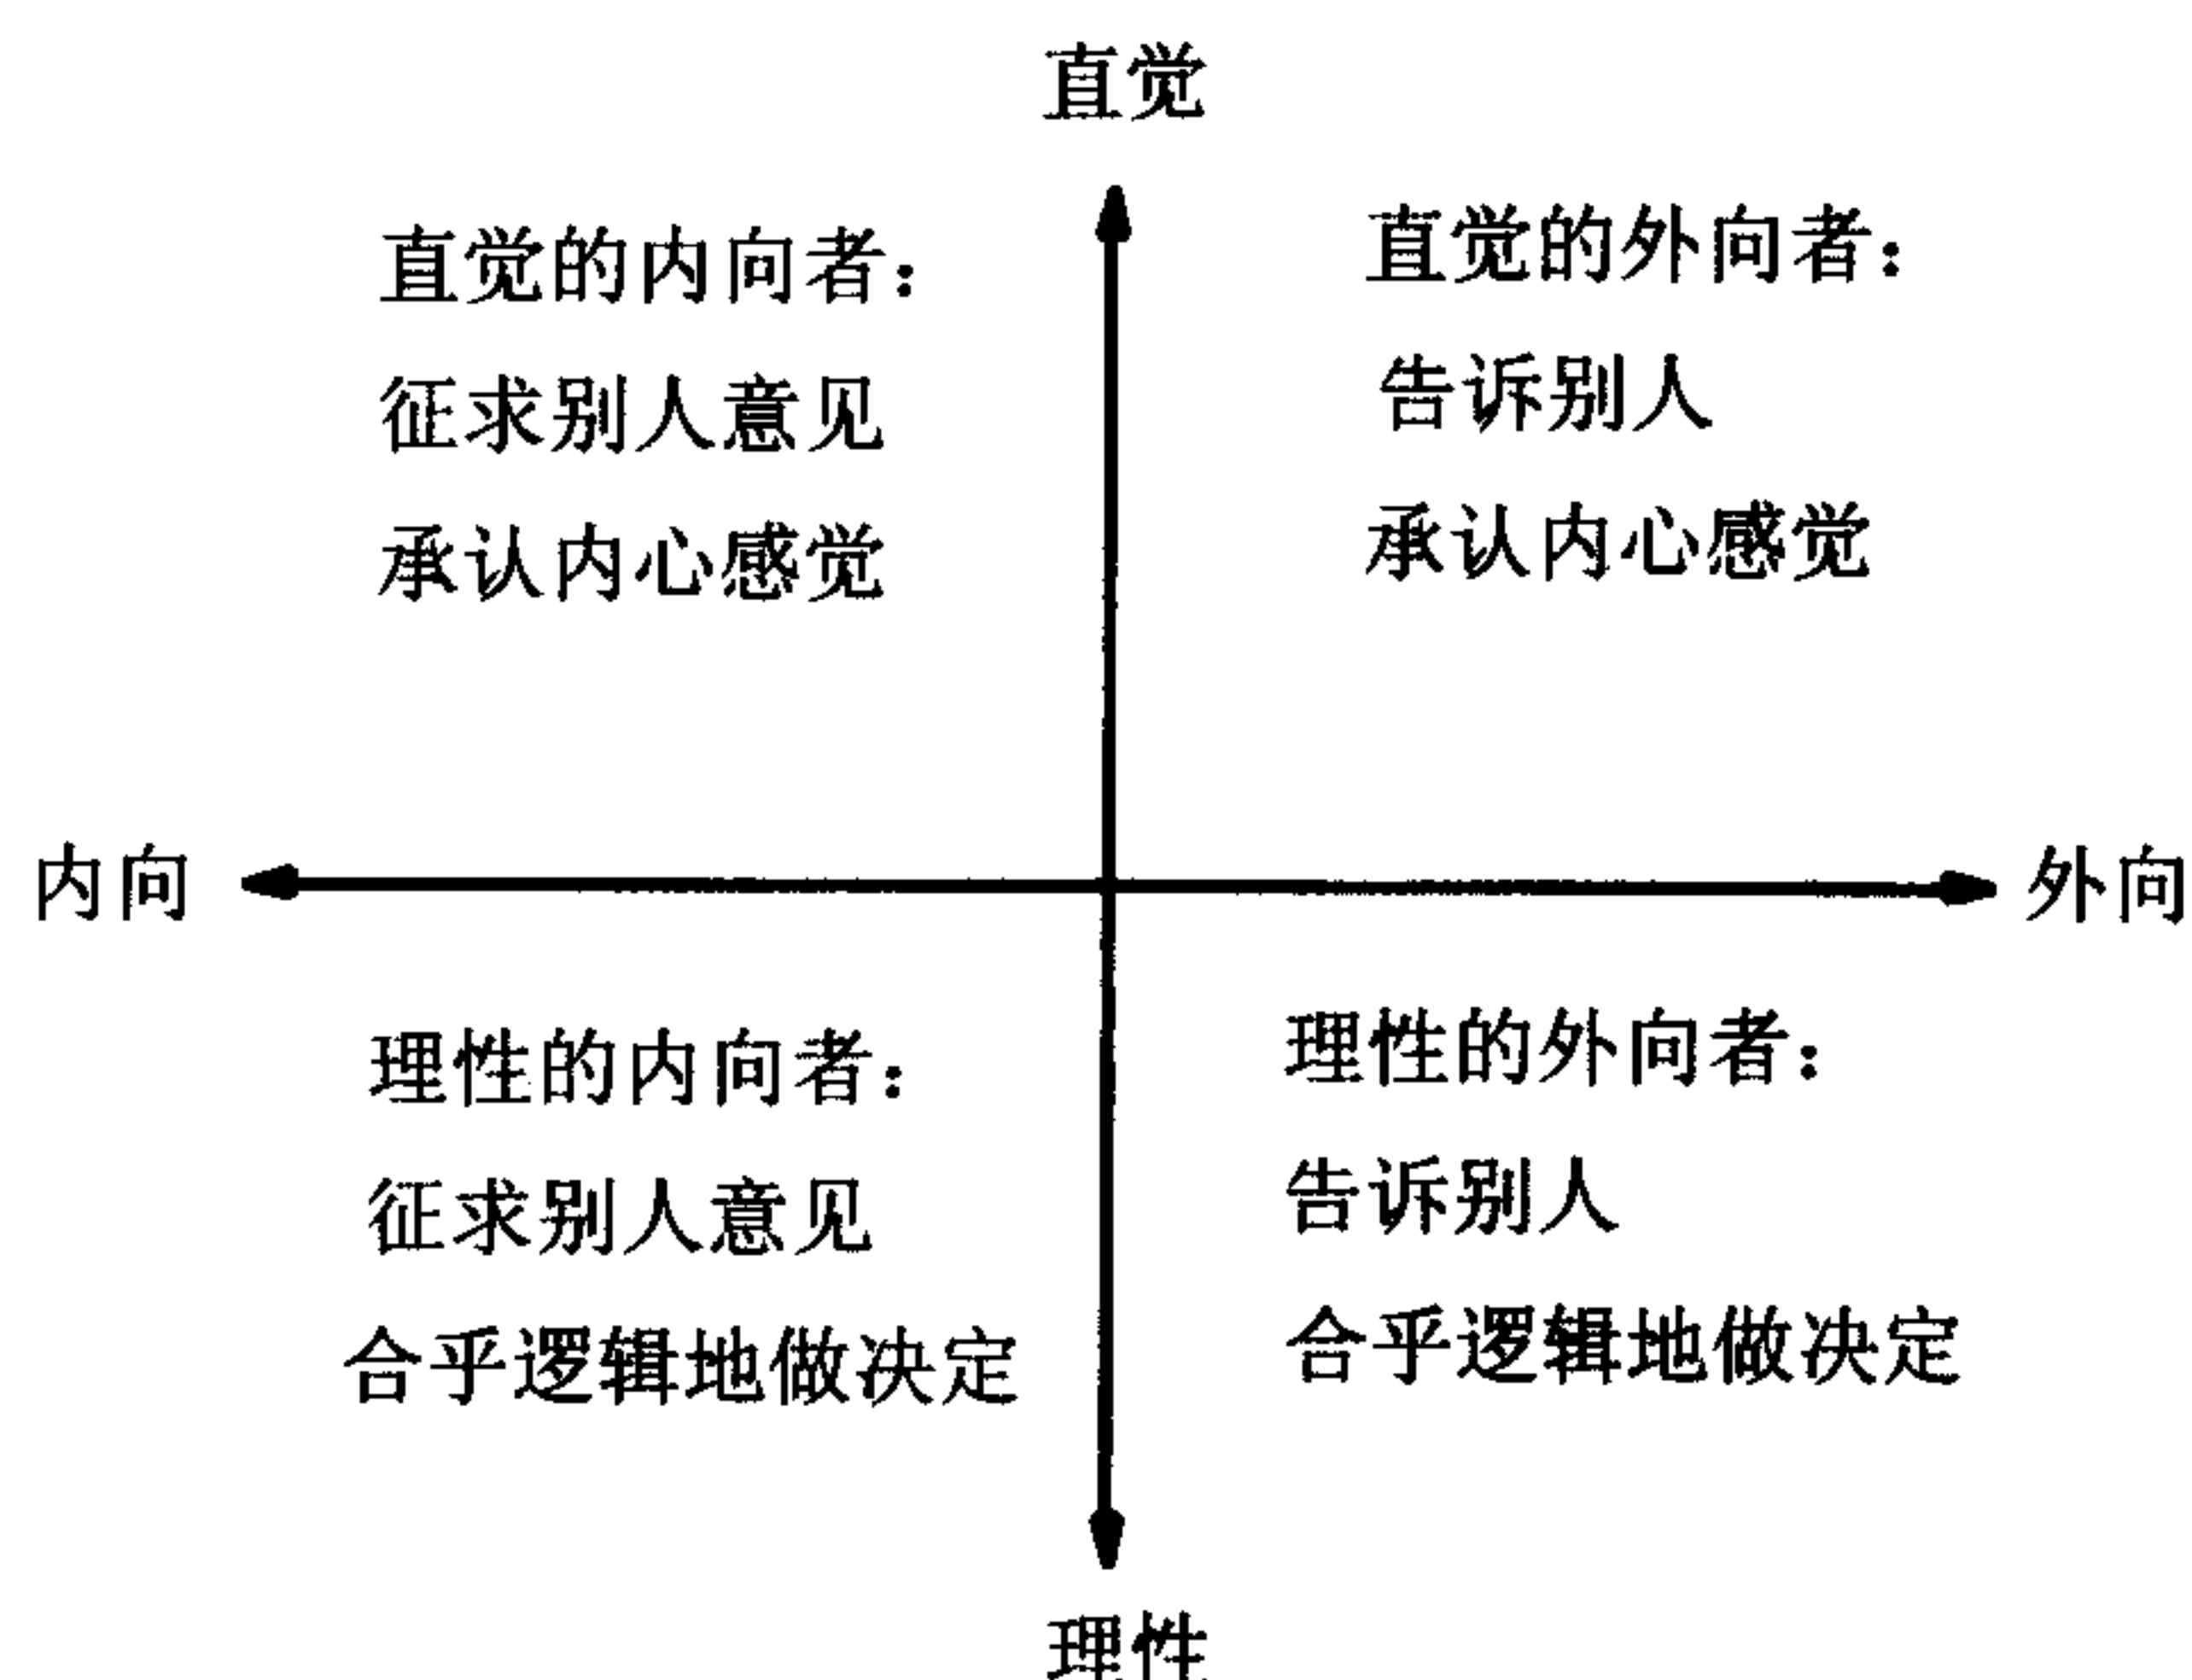 直觉
直觉的内向者：
征求别人意见
承认内心感觉
直觉的外向者：
告诉别人
承认内心感觉
内向
外向
理性的内向者：
征求别人意见
合乎逻辑地做决定
理性的外向者：
告诉别人
合乎逻辑地做决定
理性